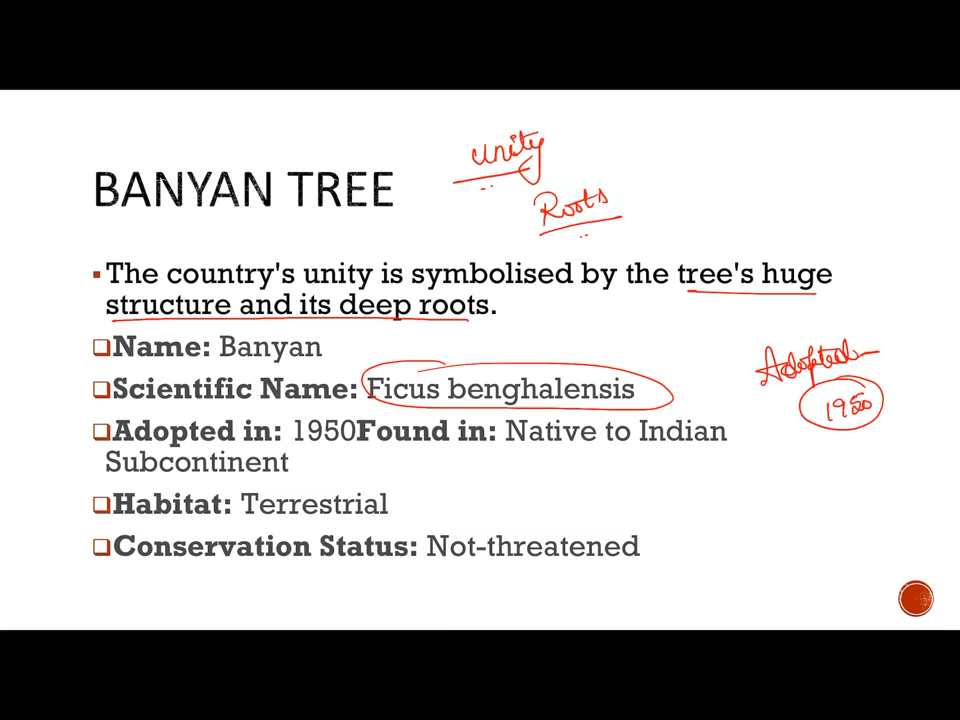 unity
BANYAN TREE
Roots
The country's unity is symbolised by the tree's huge
structure and its deep roots.
Name: Banyan
Adopted
Scientific Name: Ficus benghalensis
1950
Adopted in: 1950Found in: Native to Indian
Subcontinent
Habitat: Terrestrial
Conservation Status: Not-threatened